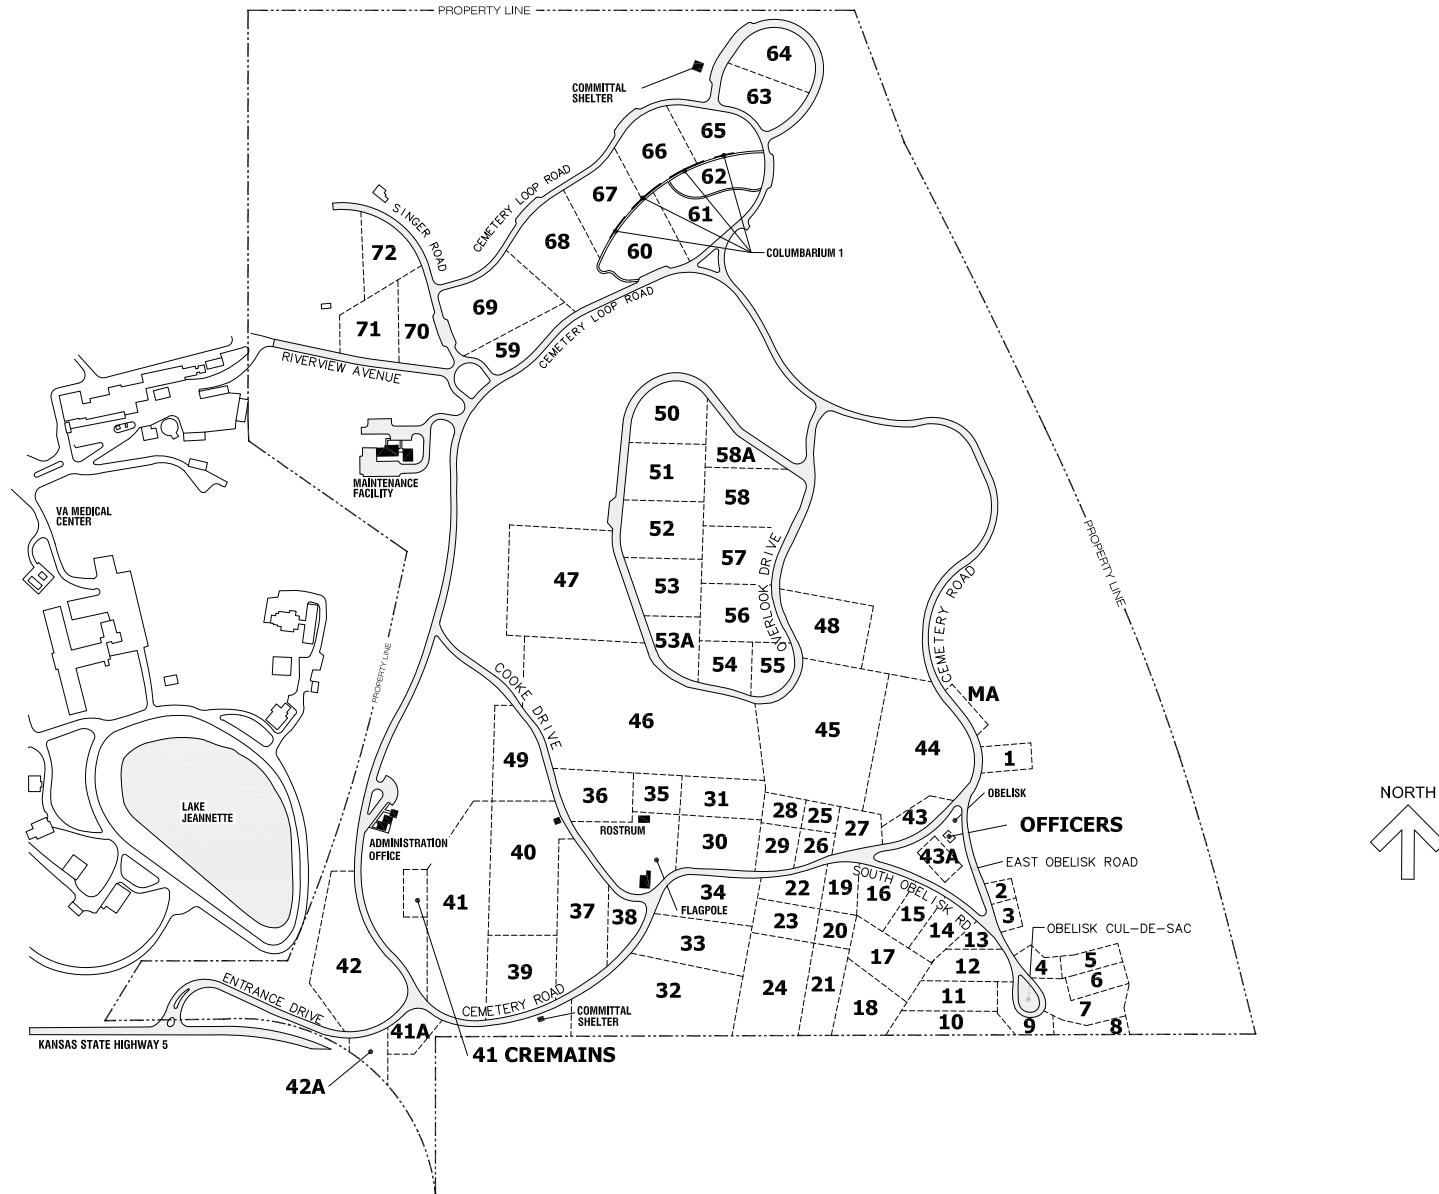 PROPERTY LINE
64
63
COMMITTAL
SHELTER
65
66
62
67
61
60
68
COLUMBARIUM 1
CEMETERY LOOP ROAD
SINGER ROAD
72
69
71
70
59
CEMETERY LOOP ROAD
RIVERVIEW AVENUE
50
58A
51
58
52
57
53
56
53A
54
55
OVERLOOK DRIVE
48
47
MAINTENANCE
FACILITY
VA MEDICAL
CENTER
PROPERTY LINE
PROPERTY LINE
CEMETERY ROAD
MA
COOKE DRIVE
46
45
44
1
49
36
35
31
28
25
27
43
OBELISK
OFFICERS
NORTH
LAKE
JEANNETTE
ADMINISTRATION
OFFICE
ROSTRUM
40
30
29
26
43A
EAST OBELISK ROAD
SOUTH OBELISK RD
41
37
38
FLAGPOLE
34
22
19
16
2
3
15
14
13
23
20
33
17
12
OBELISK CUL-DE-SAC
4
5
6
42
39
32
24
21
18
11
10
9
7
8
ENTRANCE DRIVE
CEMETERY ROAD
COMMITTAL
SHELTER
41A
41 CREMAINS
KANSAS STATE HIGHWAY 5
42A